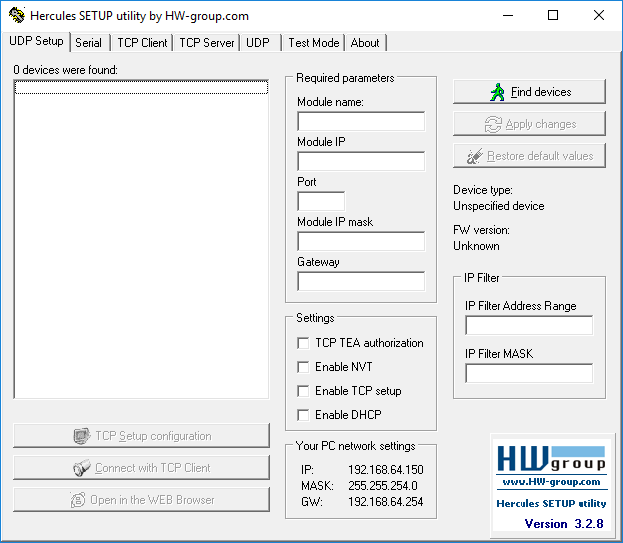 Hercules SETUP utility by HW-group.com
UDP Setup Serial TCP Client TCP Server UDP Test Mode About
0 devices were found:
TCP Setup configuration
Connect with TCP Client
Open in the WEB Browser
Required parameters
Module name:
Module IP
Port
Module IP mask
Gateway
Settings
TCP TEA authorization
Enable NVT
Enable TCP setup
Enable DHCP
Your PC network settings
IP: 192.168.64.150
MASK: 255.255.254.0
GW: 192.168.64.254
Find devices
Apply changes
Restore default values
Device type:
Unspecified device
FW version:
Unknown
IP Filter
IP Filter Address Range
IP Filter MASK
HWgroup
www.HW-group.com
Hercules SETUP utility
Version 3.2.8